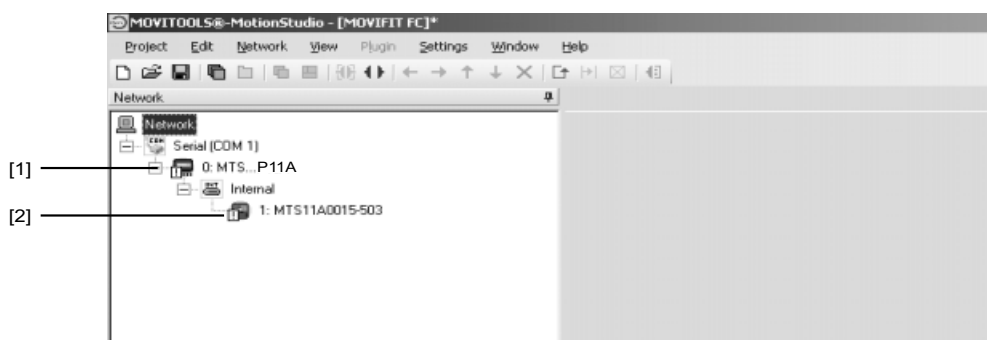 MOVITOOLS®-MotionStudio - [MOVIFIT FC]*
Project Edit Network View Plugin Settings Window Help
Network
Network
Serial (COM 1)
[1] 0: MTS...P11A
Internal
[2] 1: MTS11A0015-503